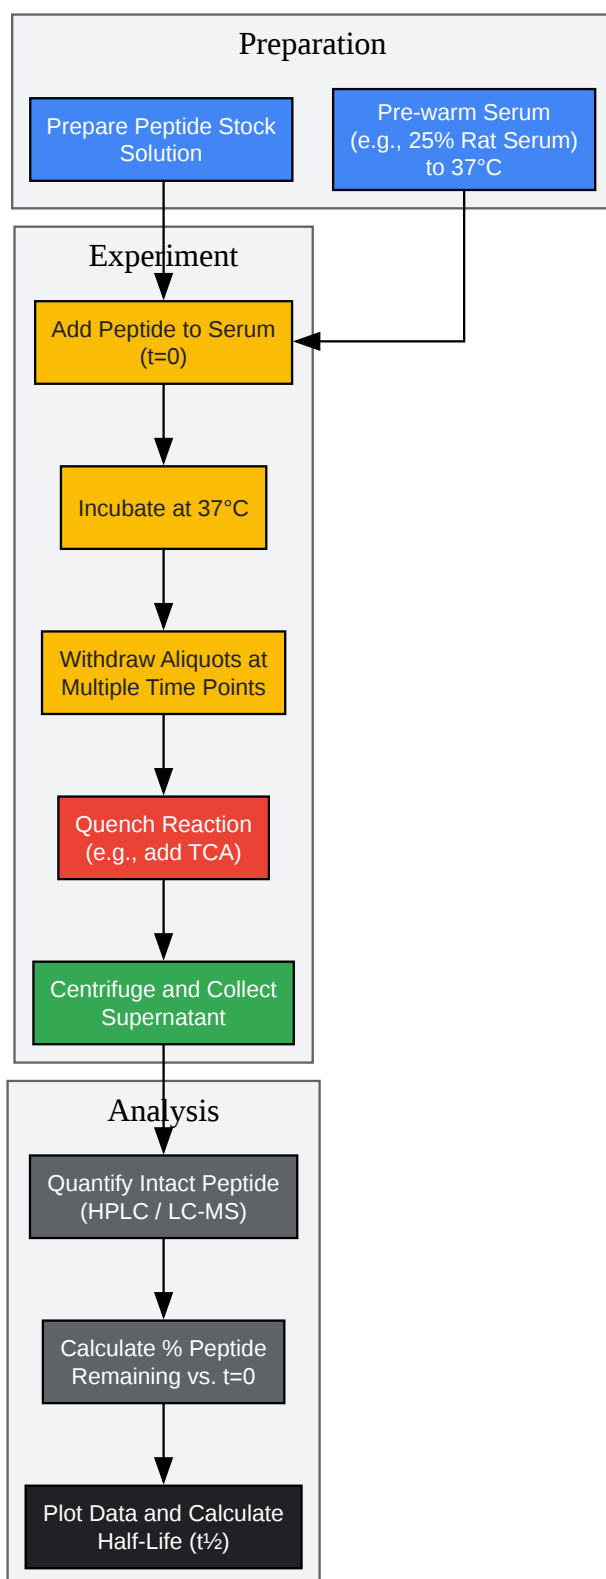 Preparation
Prepare Peptide Stock
Solution
Pre-warm Serum
(e.g., 25% Rat Serum)
to 37°C
Experiment
Add Peptide to Serum
(t=0)
Incubate at 37°C
Withdraw Aliquots at
Multiple Time Points
Quench Reaction
(e.g., add TCA)
Centrifuge and Collect
Supernatant
Analysis
Quantify Intact Peptide
(HPLC / LC-MS)
Calculate % Peptide
Remaining vs. t=0
Plot Data and Calculate
Half-Life (t½)